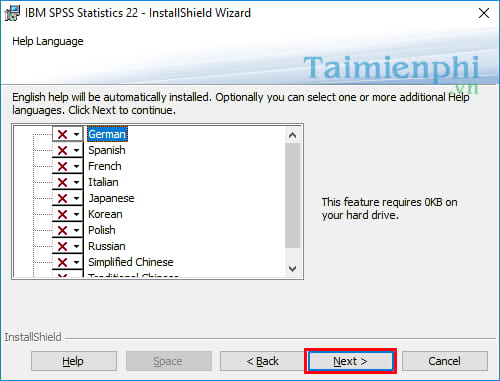 IBM SPSS Statistics 22 - InstallShield Wizard
Help Language
Taimienphi
.vn
English help will be automatically installed. Optionally you can select one or more additional Help
languages. Click Next to continue.
German
Spanish
French
Italian
Japanese
Korean
Polish
Russian
Simplified Chinese
Traditional Chinese
This feature requires 0KB on
your hard drive.
InstallShield
Help
Space
< Back
Next >
Cancel